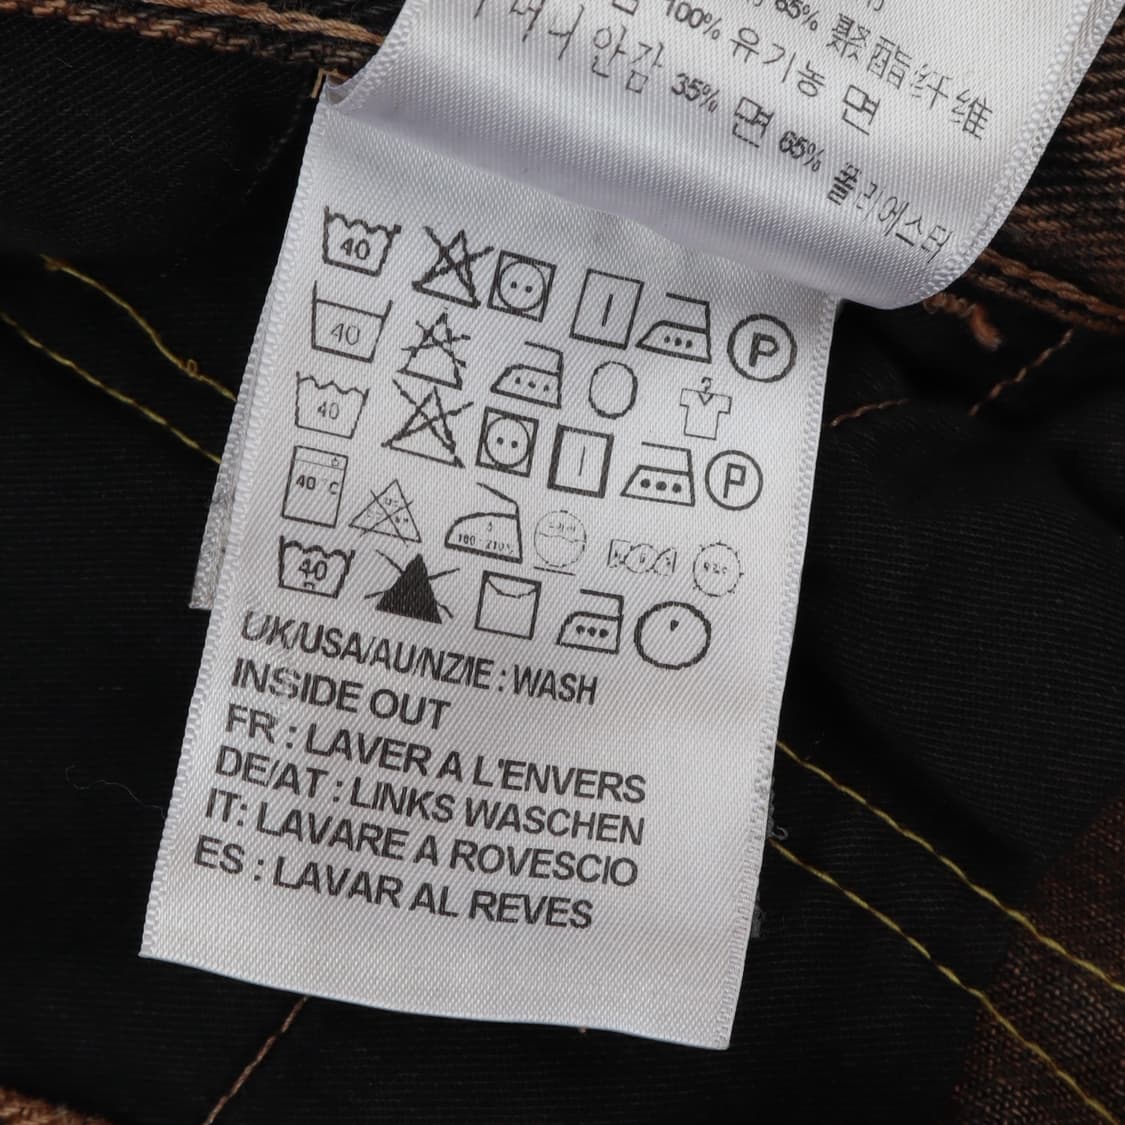 65% 聚酯纤维
100% 유기농 면
안감 35% 면 65% 폴리에스터
40
P
40
?
40
P
40 °C
40
UK/USA/AU/NZ/IE : WASH
INSIDE OUT
FR : LAVER A L'ENVERS
DE/AT : LINKS WASCHEN
IT: LAVARE A ROVESCIO
ES : LAVAR AL REVES